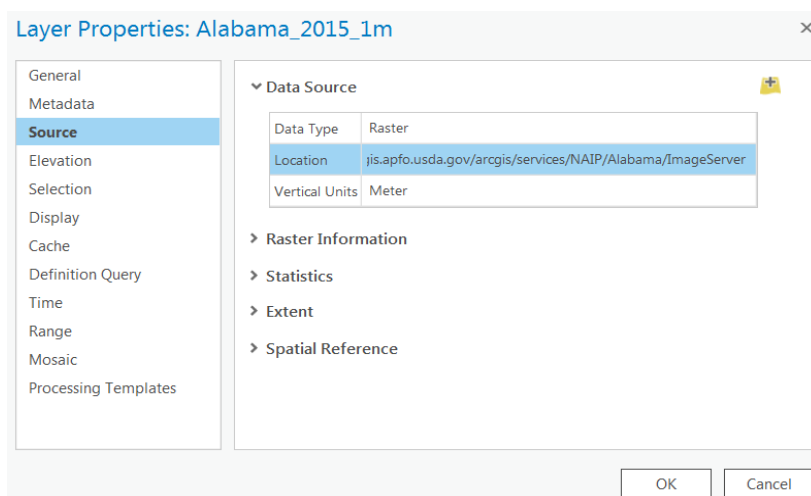 Layer Properties: Alabama_2015_1m
General
Metadata
Source
Elevation
Selection
Display
Cache
Definition Query
Time
Range
Mosaic
Processing Templates
Data Source
Data Type Raster
Location gis.apfo.usda.gov/arcgis/services/NAIP/Alabama/ImageServer
Vertical Units Meter
Raster Information
Statistics
Extent
Spatial Reference
OK Cancel